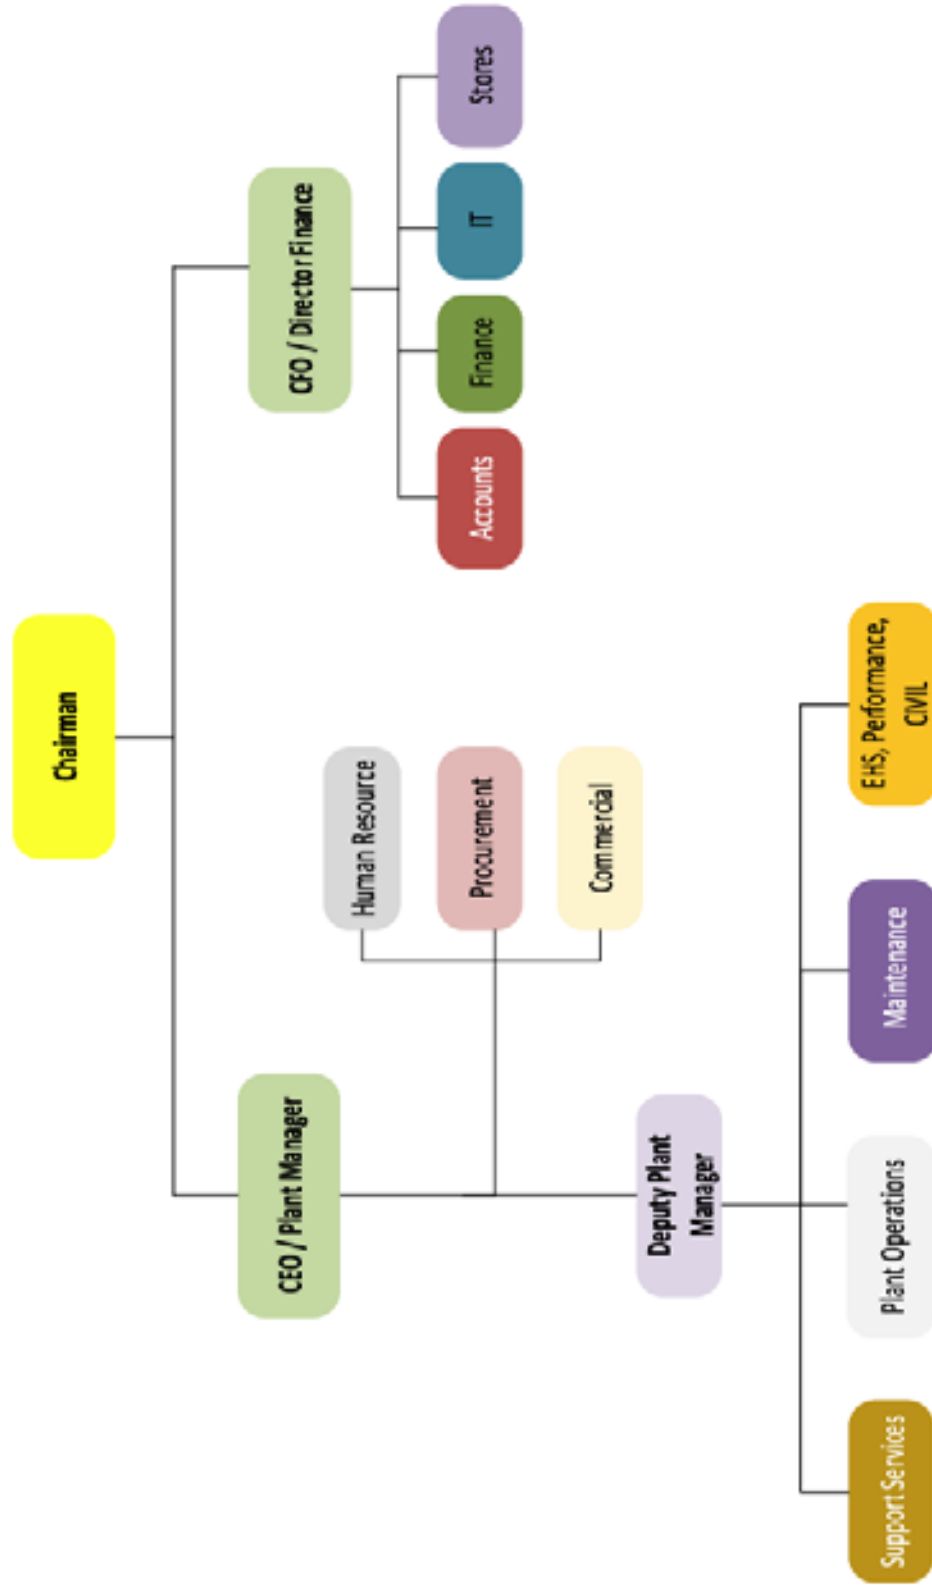 Chairman
CEO / Plant Manager
CFO / Director Finance
Human Resource
Procurement
Commercial
Accounts
Finance
IT
Stores
Deputy Plant
Manager
Support Services
Plant Operations
Maintenance
EHS, Performance,
CIVIL